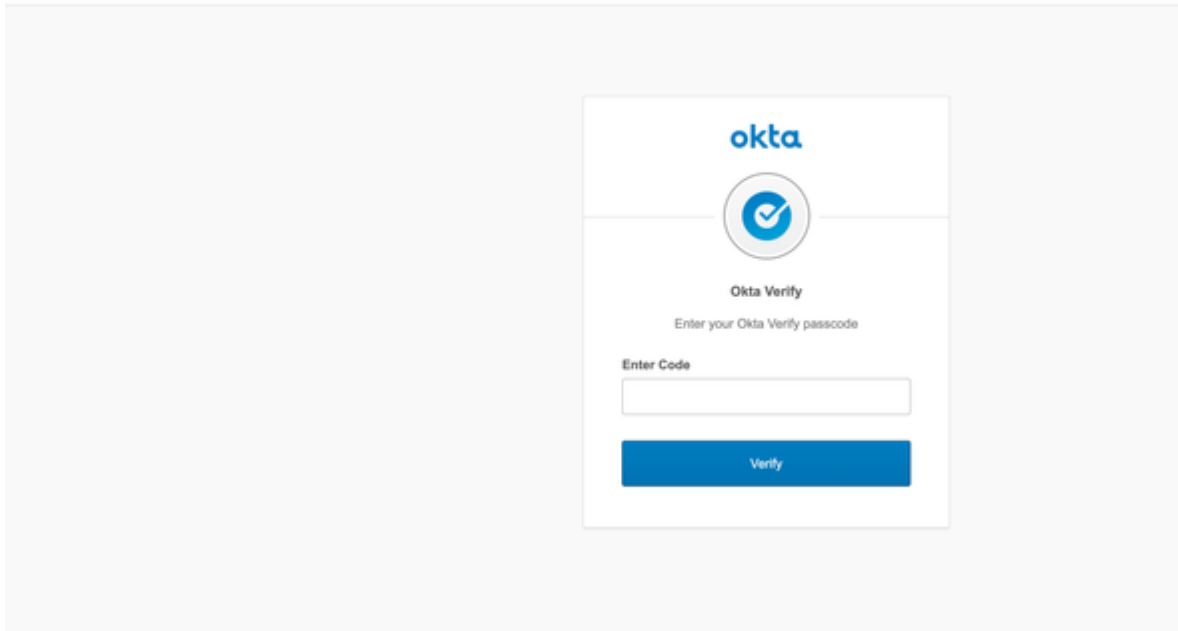 okta
Okta Verify
Enter your Okta Verify passcode
Enter Code
Verify